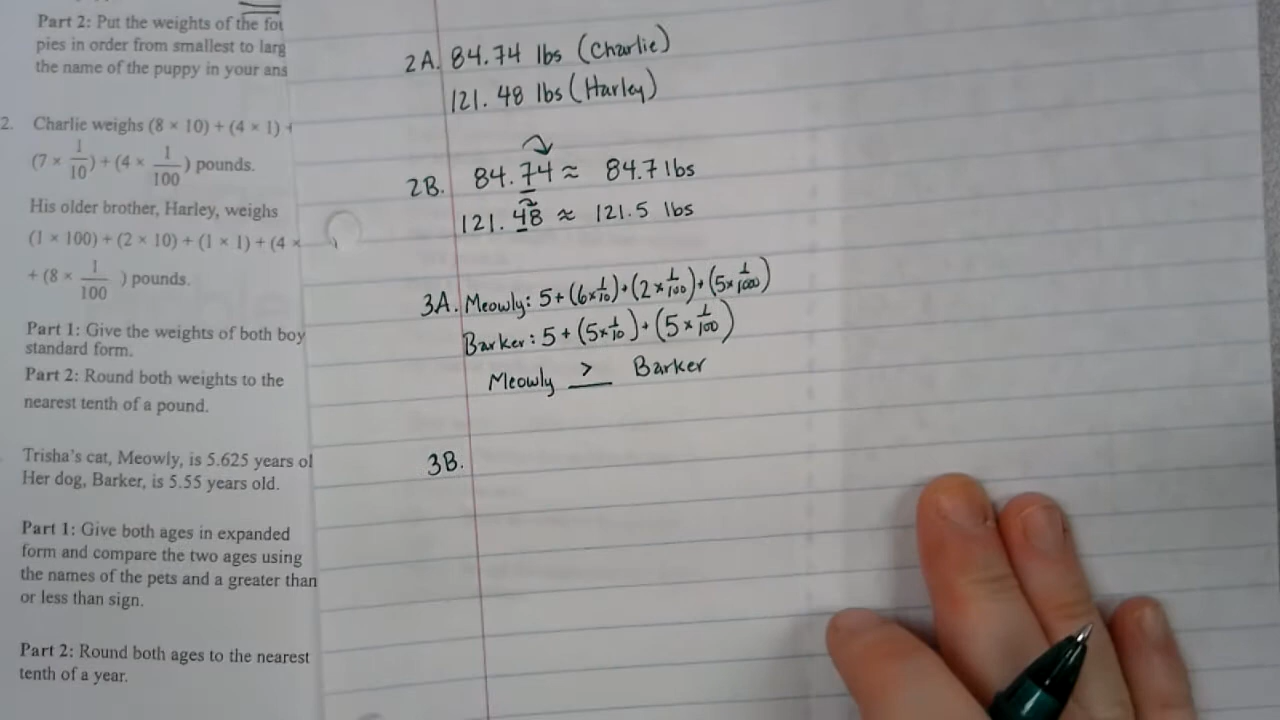 Part 2: Put the weights of the fou
pies in order from smallest to larg
the name of the puppy in your ans
2. Charlie weighs (8 × 10) + (4 × 1) +
(7 × 1/10) + (4 × 1/100) pounds.
His older brother, Harley, weighs
(1 × 100) + (2 × 10) + (1 × 1) + (4 ×
+ (8 × 1/100) pounds.
Part 1: Give the weights of both boy
standard form.
Part 2: Round both weights to the
nearest tenth of a pound.
Trisha's cat, Meowly, is 5.625 years ol
Her dog, Barker, is 5.55 years old.
Part 1: Give both ages in expanded
form and compare the two ages using
the names of the pets and a greater than
or less than sign.
Part 2: Round both ages to the nearest
tenth of a year.
2A. 84.74 lbs (Charlie)
121.48 lbs (Harley)
2B. 84.74 ≈ 84.7 lbs
121.48 ≈ 121.5 lbs
3A. Meowly: 5 + (6 × 1/10) + (2 × 1/100) + (5 × 1/1000)
Barker: 5 + (5 × 1/10) + (5 × 1/100)
Meowly > Barker
3B.